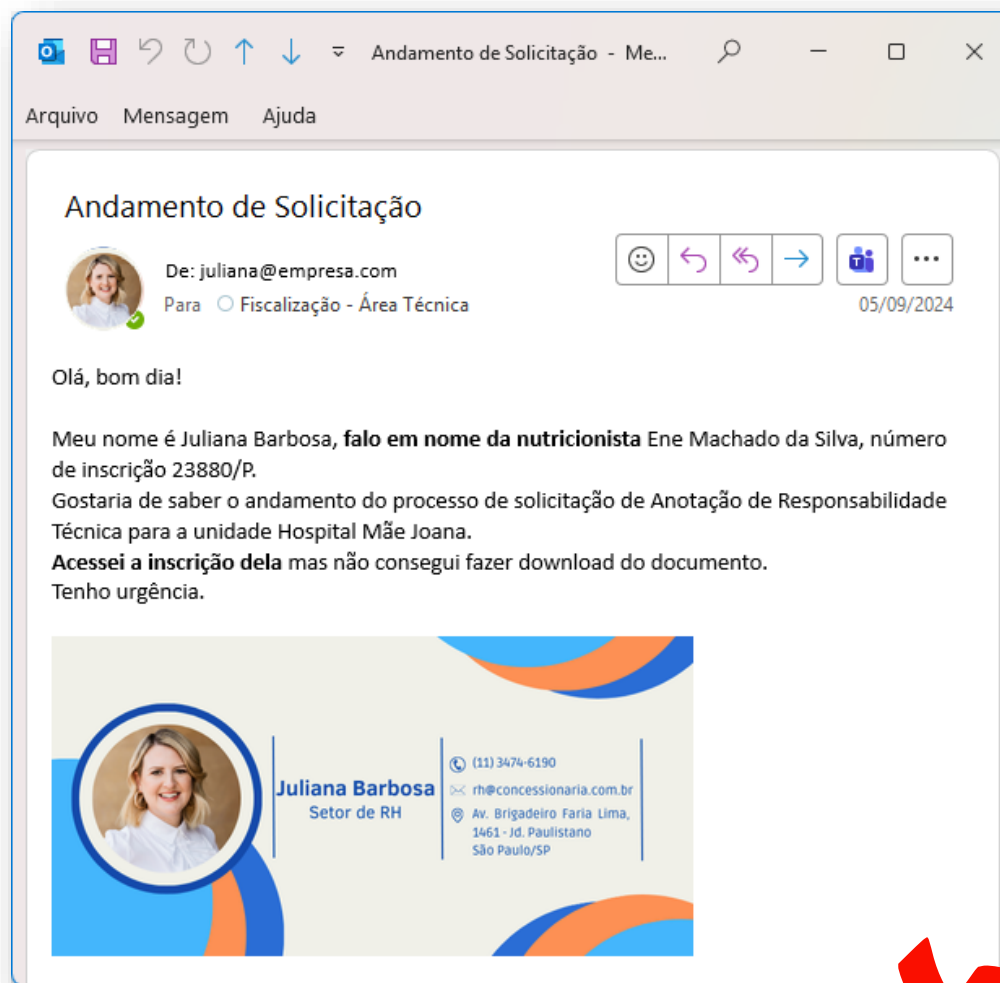 Andamento de Solicitação - Me...
Arquivo Mensagem Ajuda
Andamento de Solicitação
De: juliana@empresa.com
Para Fiscalização - Área Técnica
05/09/2024
Olá, bom dia!
Meu nome é Juliana Barbosa, falo em nome da nutricionista Ene Machado da Silva, número
de inscrição 23880/P.
Gostaria de saber o andamento do processo de solicitação de Anotação de Responsabilidade
Técnica para a unidade Hospital Mãe Joana.
Acessei a inscrição dela mas não consegui fazer download do documento.
Tenho urgência.
Juliana Barbosa
Setor de RH
(11) 3474-6190
rh@concessionaria.com.br
Av. Brigadeiro Faria Lima,
1461 - Jd. Paulistano
São Paulo/SP